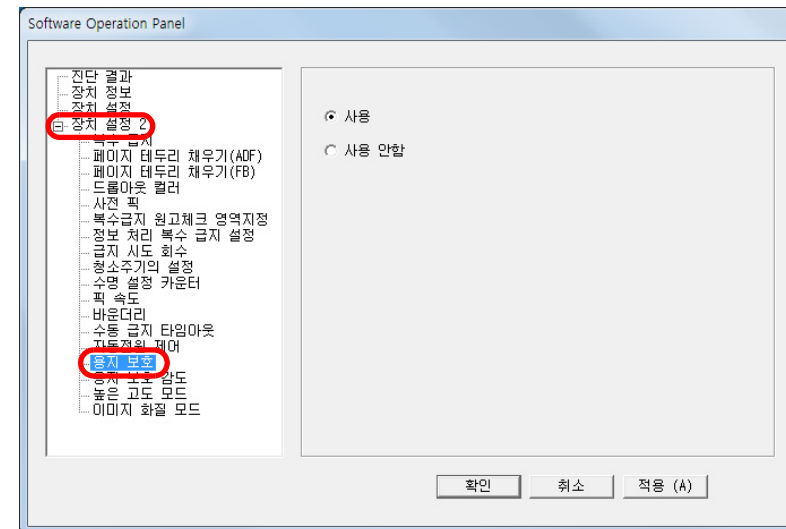 Software Operation Panel
진단 결과
장치 정보
장치 설정
장치 설정 2
복수 급지
페이지 테두리 채우기(ADF)
페이지 테두리 채우기(FB)
드롭아웃 컬러
사전 픽
복수급지 원고체크 영역지정
정보 처리 복수 급지 설정
급지 시도 회수
청소주기의 설정
수명 설정 카운터
픽 속도
바운더리
수동 급지 타임아웃
자동전원 제어
용지 보호
용지 보호 감도
높은 고도 모드
이미지 화질 모드
사용
사용 안함
확인
취소
적용 (A)